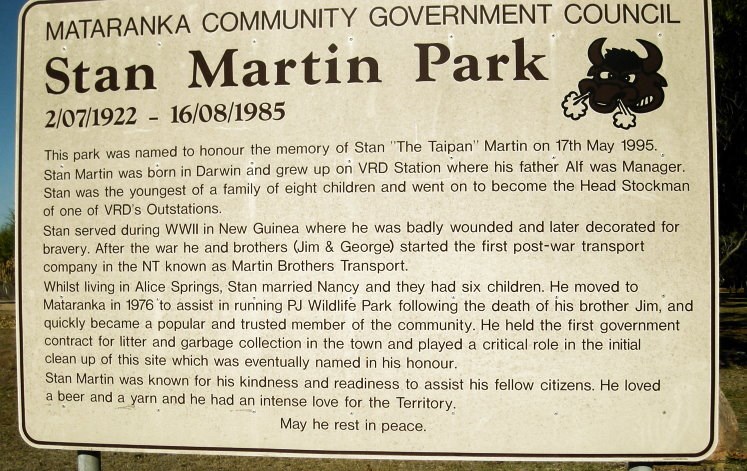 MATARANKA COMMUNITY GOVERNMENT COUNCIL
Stan Martin Park
2/07/1922 - 16/08/1985
This park was named to honour the memory of Stan "The Taipan" Martin on 17th May 1995.
Stan Martin was born in Darwin and grew up on VRD Station where his father Alf was Manager.
Stan was the youngest of a family of eight children and went on to become the Head Stockman
of one of VRD's Outstations.
Stan served during WWII in New Guinea where he was badly wounded and later decorated for
bravery. After the war he and brothers (Jim & George) started the first post-war transport
company in the NT known as Martin Brothers Transport.
Whilst living in Alice Springs, Stan married Nancy and they had six children. He moved to
Mataranka in 1976 to assist in running PJ Wildlife Park following the death of his brother Jim, and
quickly became a popular and trusted member of the community. He held the first government
contract for litter and garbage collection in the town and played a critical role in the initial
clean up of this site which was eventually named in his honour.
Stan Martin was known for his kindness and readiness to assist his fellow citizens. He loved
a beer and a yarn and he had an intense love for the Territory.
May he rest in peace.